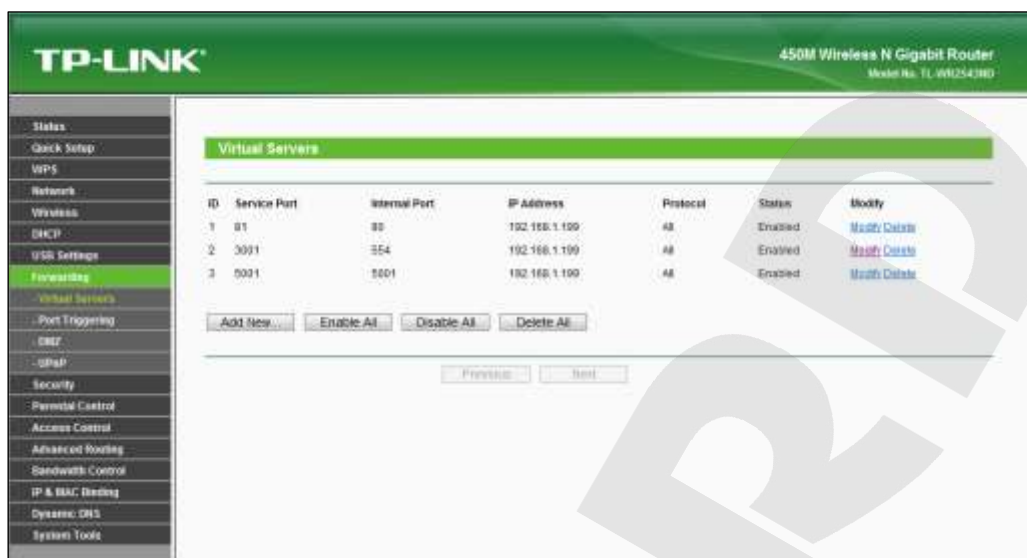 TP-LINK
450M Wireless N Gigabit Router
Model No. TL-WR2543ND
Status
Quick Setup
WPS
Network
Wireless
DHCP
USB Settings
Forwarding
- Virtual Servers
- Port Triggering
- DMZ
- UPnP
Security
Parental Control
Access Control
Advanced Routing
Bandwidth Control
IP & MAC Binding
Dynamic DNS
System Tools
Virtual Servers
ID Service Port Internal Port IP Address Protocol Status Modify
1 81 80 192.168.1.199 All Enabled Modify Delete
2 3001 554 192.168.1.199 All Enabled Modify Delete
3 5001 5001 192.168.1.199 All Enabled Modify Delete
Add New... Enable All Disable All Delete All
Previous Next